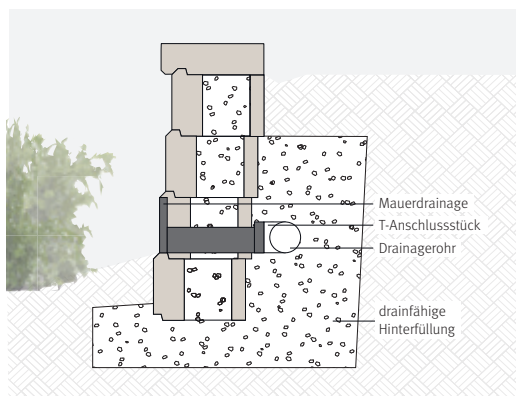 Mauerdrainage
T-Anschlussstück
Drainagerohr
drainfähige
Hinterfüllung